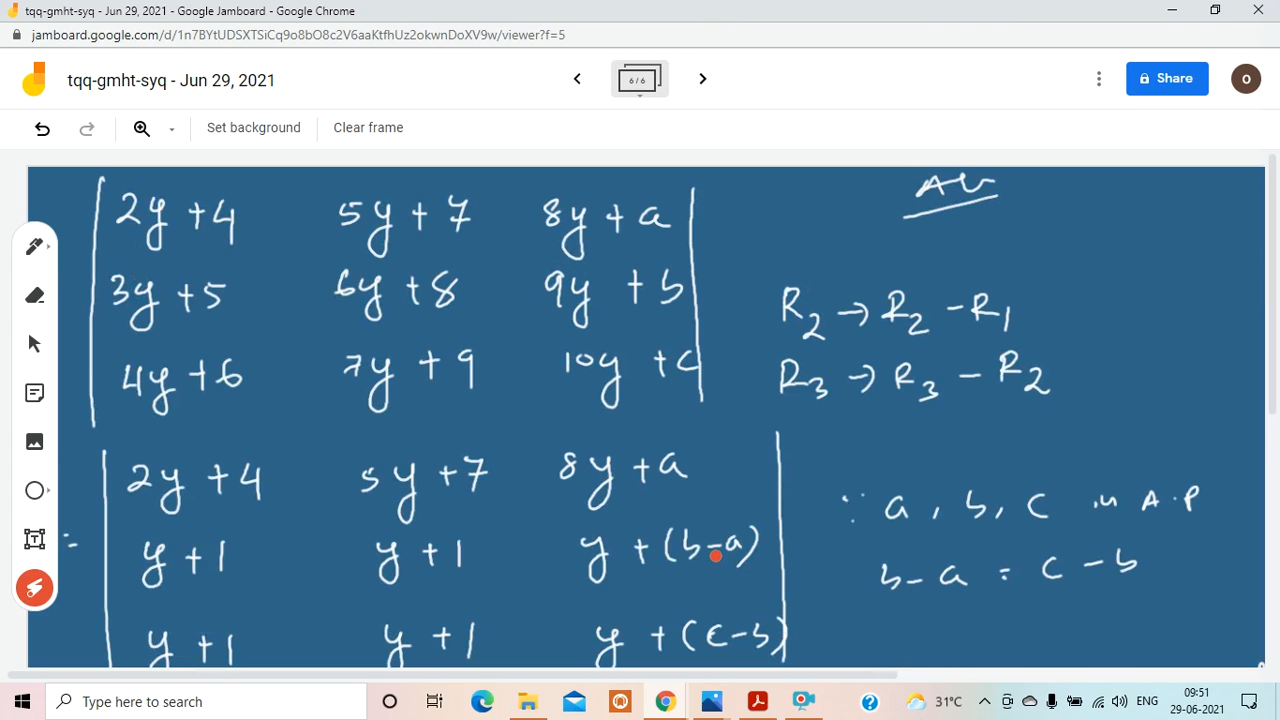 tqq-gmht-syq - Jun 29, 2021 - Google Jamboard - Google Chrome
jamboard.google.com/d/1n7BYtUDSXTSiCq9o8bO8c2V6aaKtfhUz2okwnDoXV9w/viewer?f=5
tqq-gmht-syq - Jun 29, 2021
6 / 6
Share
O
Set background
Clear frame
2y + 4 5y + 7 8y + a
3y + 5 6y + 8 9y + b
4y + 6 7y + 9 10y + c
R2 → R2 - R1
R3 → R3 - R2
= 2y + 4 5y + 7 8y + a
y + 1 y + 1 y + (b-a)
y + 1 y + 1 y + (c-b)
∵ a, b, c in A.P
b - a = c - b
Type here to search
31°C
ENG
09:51
29-06-2021